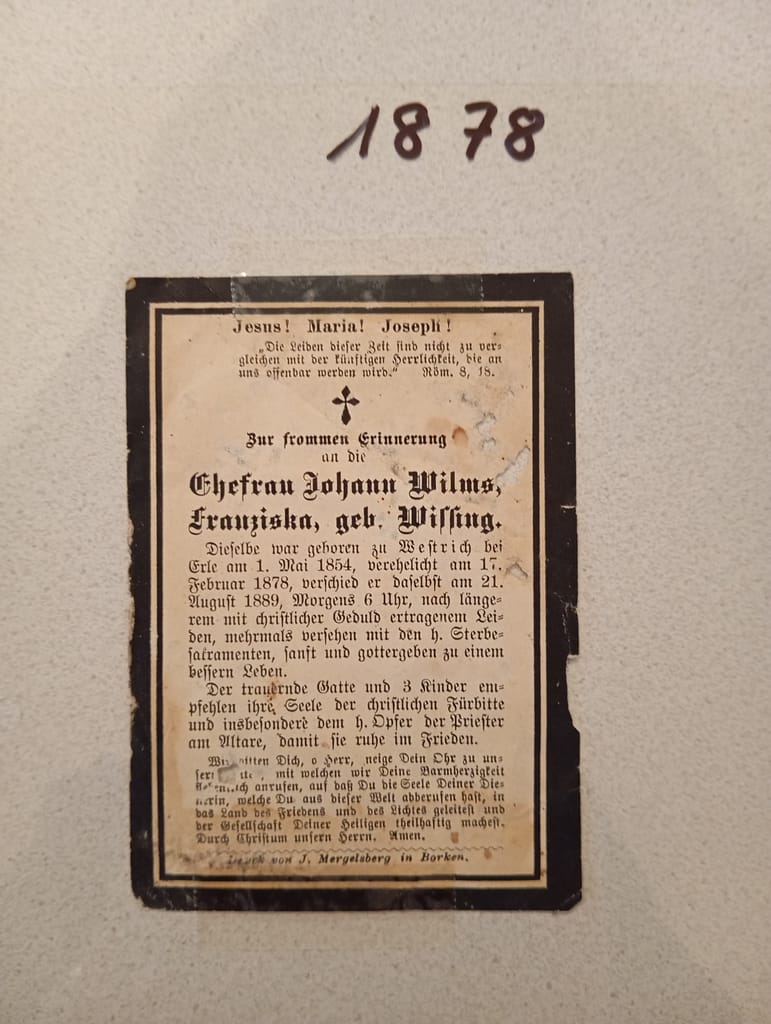 1878
Jesus! Maria! Joseph!
„Die Leiden dieser Zeit sind nicht zu ver-
gleichen mit der künftigen Herrlichkeit, die an
uns offenbar werden wird.“ Röm. 8, 18.
Zur frommen Erinnerung
an die
Ehefrau Johann Wilms,
Franziska, geb. Wissing.
Dieselbe war geboren zu Westrich bei
Erle am 1. Mai 1854, verehelicht am 17.
Februar 1878, verschied er daselbst am 21.
August 1889, Morgens 6 Uhr, nach länge-
rem mit christlicher Geduld ertragenem Lei-
den, mehrmals versehen mit den h. Sterbe-
sakramenten, sanft und gottergeben zu einem
bessern Leben.
Der trauernde Gatte und 3 Kinder em-
pfehlen ihre Seele der christlichen Fürbitte
und insbesondere dem h. Opfer der Priester
am Altare, damit sie ruhe im Frieden.
Wir bitten Dich, o Herr, neige Dein Ohr zu un-
mit welchen wir Deine Barmherzigkeit
anrufen, auf daß Du die Seele Deiner Die-
nerin, welche Du aus dieser Welt abberufen hast, in
das Land des Friedens und des Lichtes geleitest und
der Gesellschaft Deiner Heiligen theilhaftig machest.
Durch Christum unsern Herrn. Amen.
Druck von J. Mergelsberg in Borken.